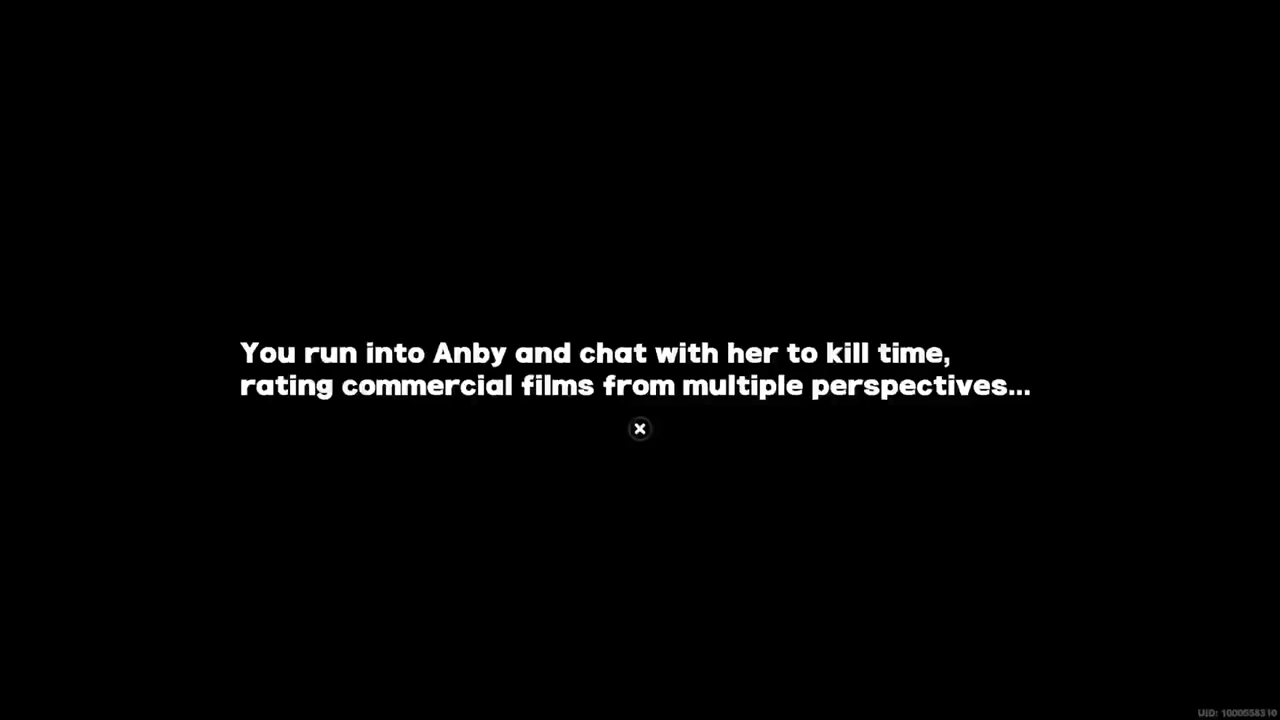 You run into Anby and chat with her to kill time,
rating commercial films from multiple perspectives...